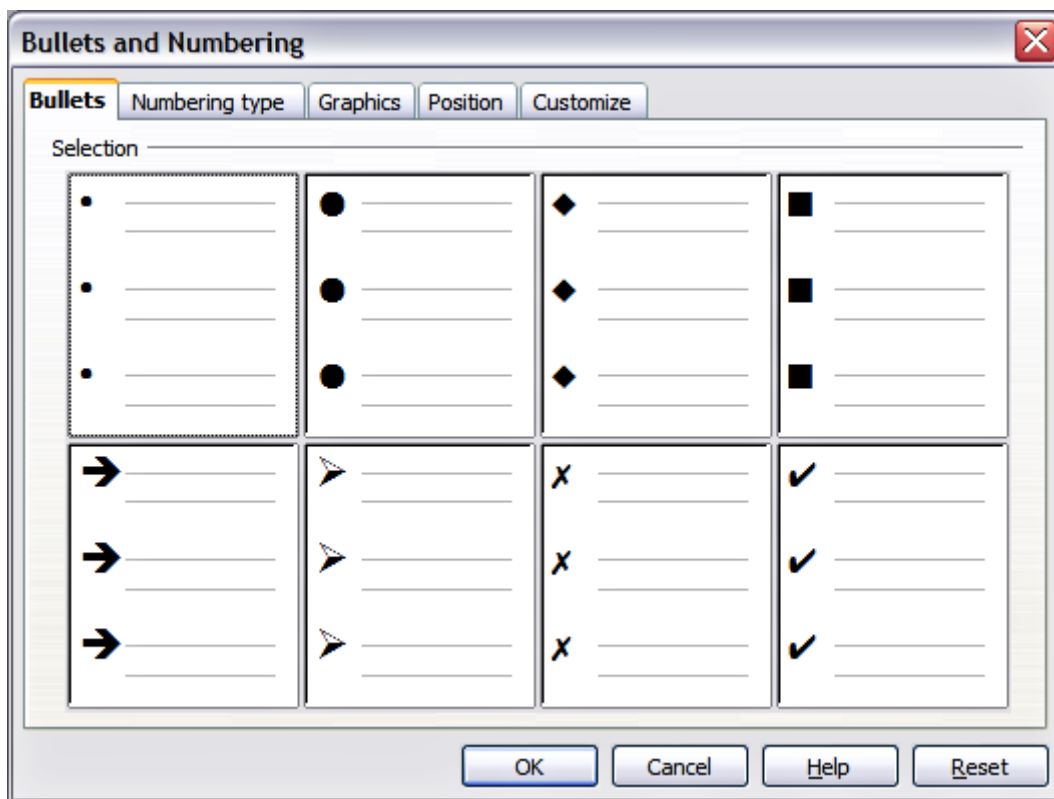 Bullets and Numbering
Bullets Numbering type Graphics Position Customize
Selection
OK Cancel Help Reset